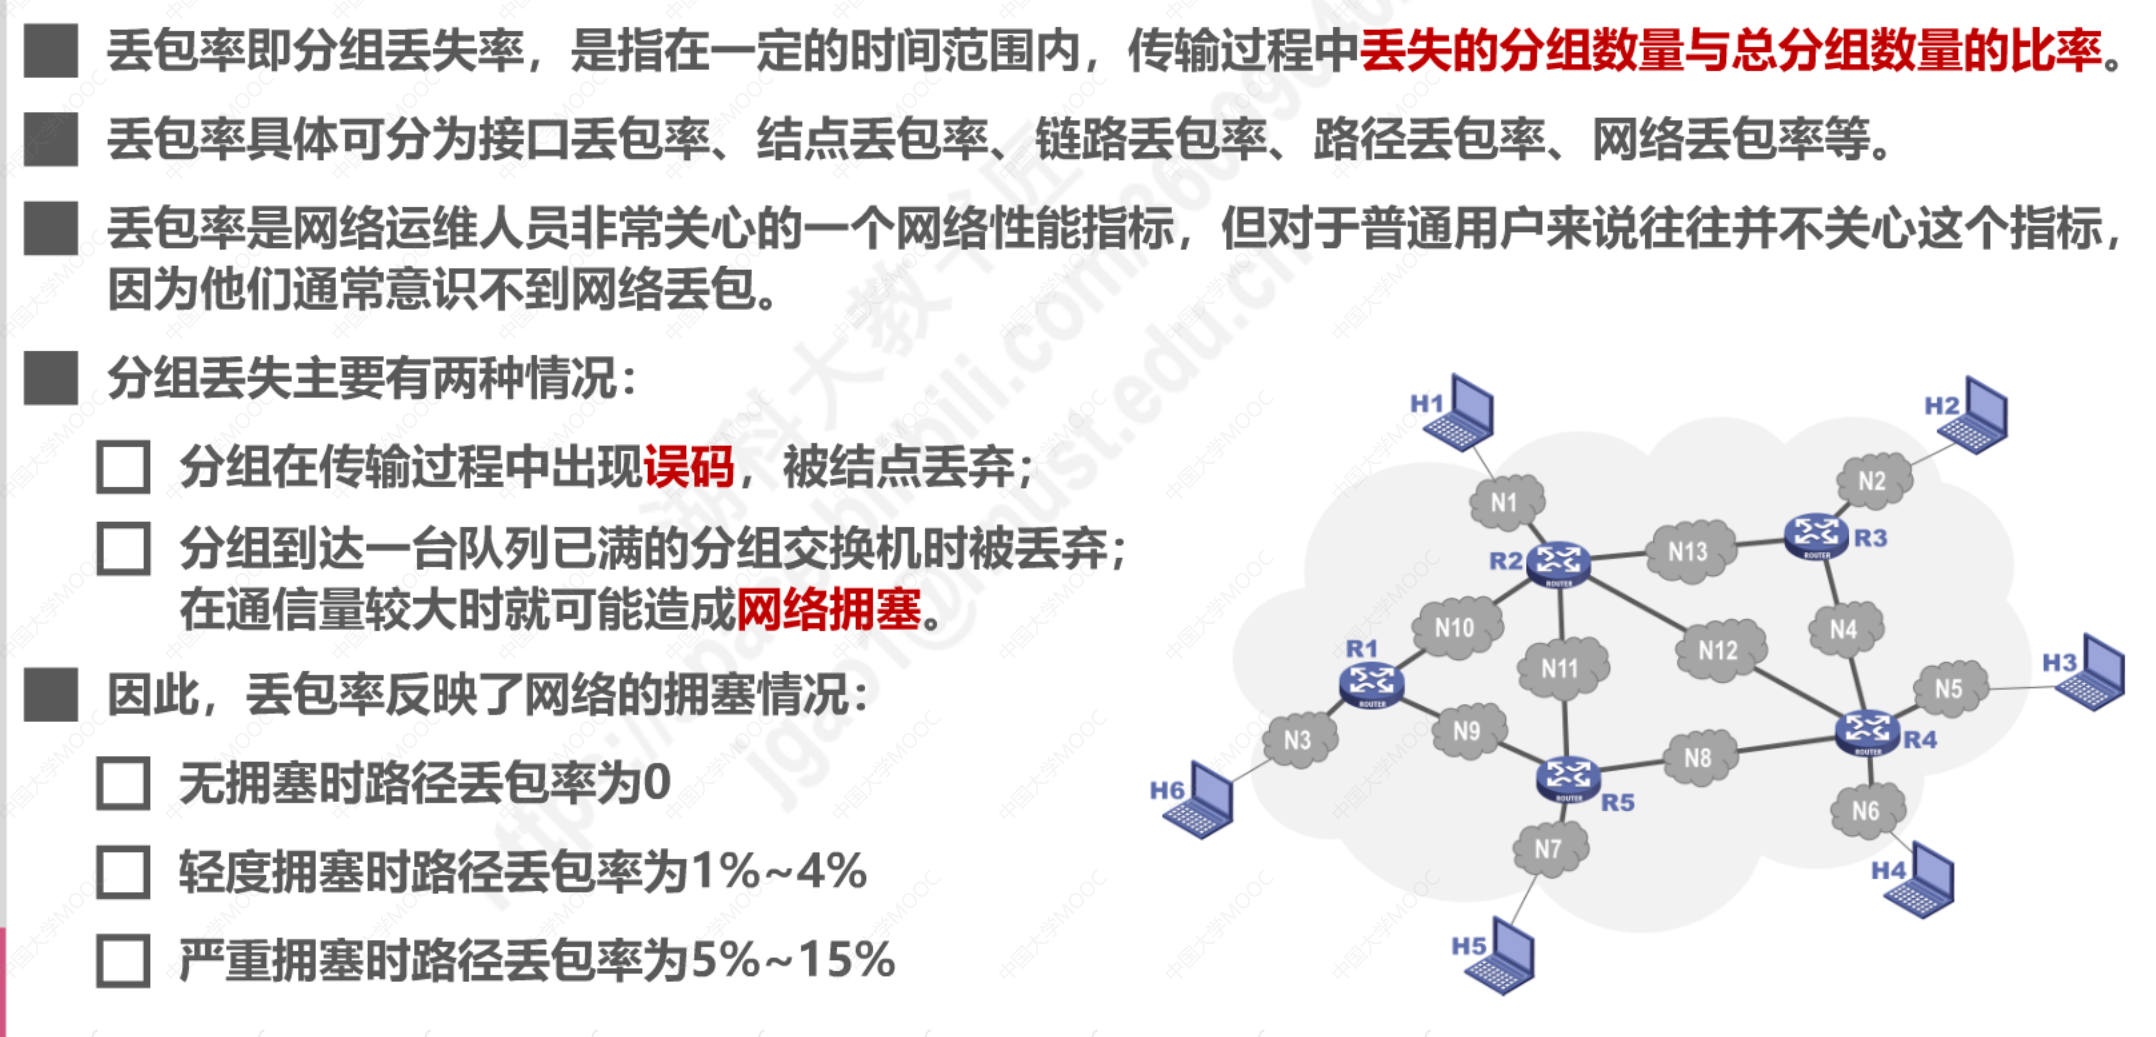 丢包率即分组丢失率，是指在一定的时间范围内，传输过程中丢失的分组数量与总分组数量的比率。
丢包率具体可分为接口丢包率、结点丢包率、链路丢包率、路径丢包率、网络丢包率等。
丢包率是网络运维人员非常关心的一个网络性能指标，但对于普通用户来说往往并不关心这个指标，
因为他们通常意识不到网络丢包。
分组丢失主要有两种情况：
分组在传输过程中出现误码，被结点丢弃；
分组到达一台队列已满的分组交换机时被丢弃；
在通信量较大时就可能造成网络拥塞。
因此，丢包率反映了网络的拥塞情况：
无拥塞时路径丢包率为0
轻度拥塞时路径丢包率为1%~4%
严重拥塞时路径丢包率为5%~15%
H1
H2
N1
N2
R2
N13
R3
ROUTER
ROUTER
N10
N11
N12
N4
R1
ROUTER
H3
N5
N3
N9
N8
R4
ROUTER
H6
R5
ROUTER
N7
N6
H4
H5
中国大学MOOC